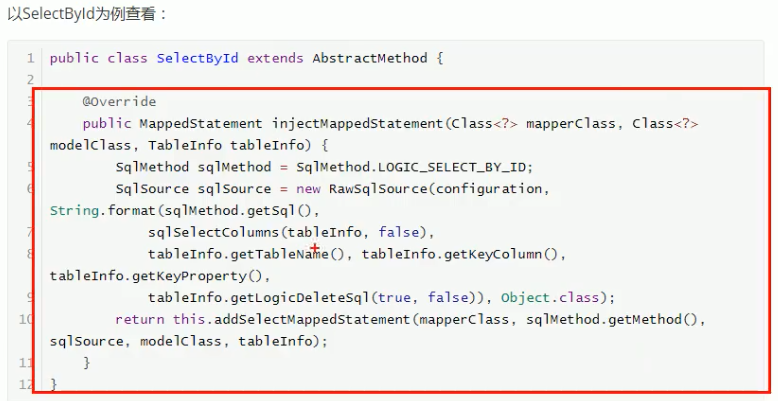 以SelectById为例查看：
1 public class SelectById extends AbstractMethod {
2
3 @Override
4 public MappedStatement injectMappedStatement(Class<?> mapperClass, Class<?>
modelClass, TableInfo tableInfo) {
5 SqlMethod sqlMethod = SqlMethod.LOGIC_SELECT_BY_ID;
6 SqlSource sqlSource = new RawSqlSource(configuration,
String.format(sqlMethod.getSql(),
7 sqlSelectColumns(tableInfo, false),
8 tableInfo.getTableName(), tableInfo.getKeyColumn(),
tableInfo.getKeyProperty(),
9 tableInfo.getLogicDeleteSql(true, false)), Object.class);
10 return this.addSelectMappedStatement(mapperClass, sqlMethod.getMethod(),
sqlSource, modelClass, tableInfo);
11 }
12 }